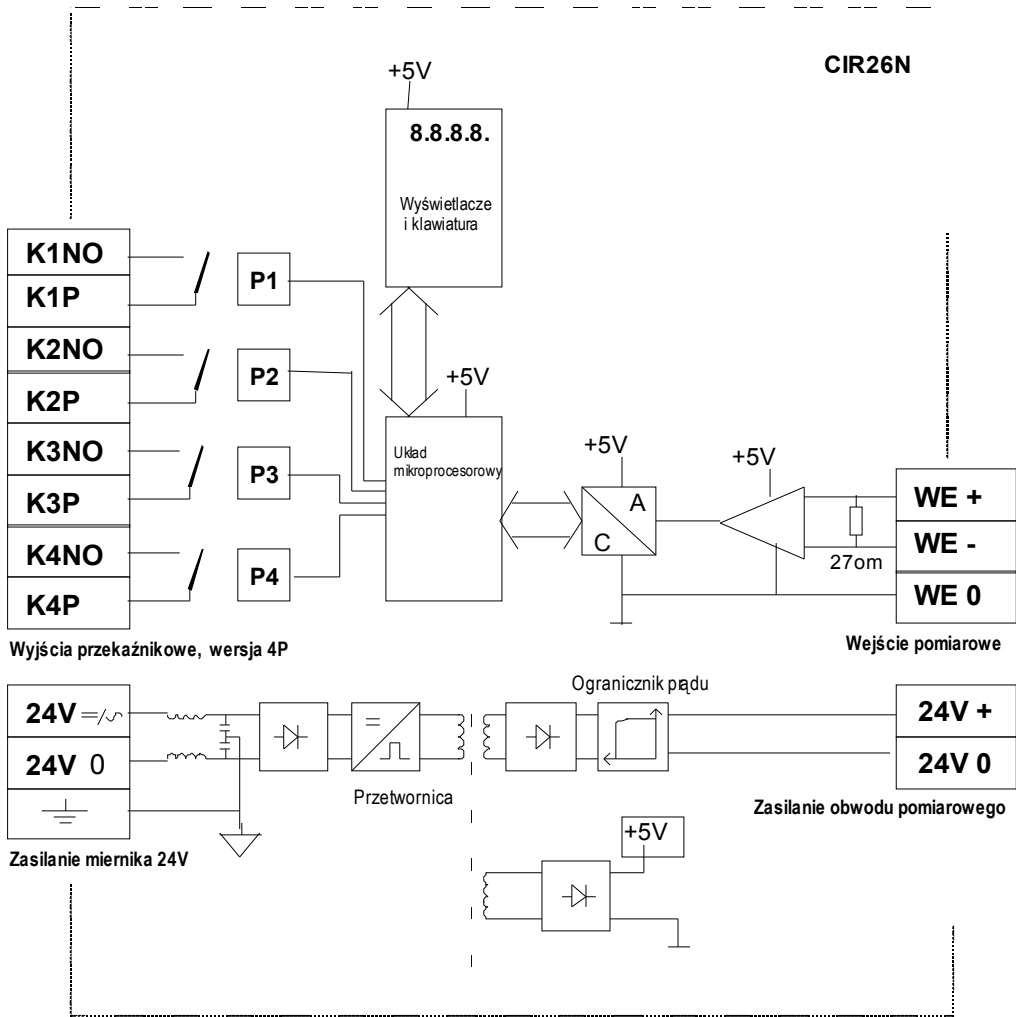 CIR26N
+5V
8.8.8.8.
Wyświetlacze
i klawiatura
K1NO
K1P
K2NO
K2P
K3NO
K3P
K4NO
K4P
P1
P2
P3
P4
+5V
Układ
mikroprocesorowy
+5V
A
C
+5V
27om
WE +
WE -
WE 0
Wyjścia przekaźnikowe, wersja 4P
Wejście pomiarowe
24V =/~
24V 0
Przetwornica
Ogranicznik prądu
24V +
24V 0
Zasilanie miernika 24V
Zasilanie obwodu pomiarowego
+5V